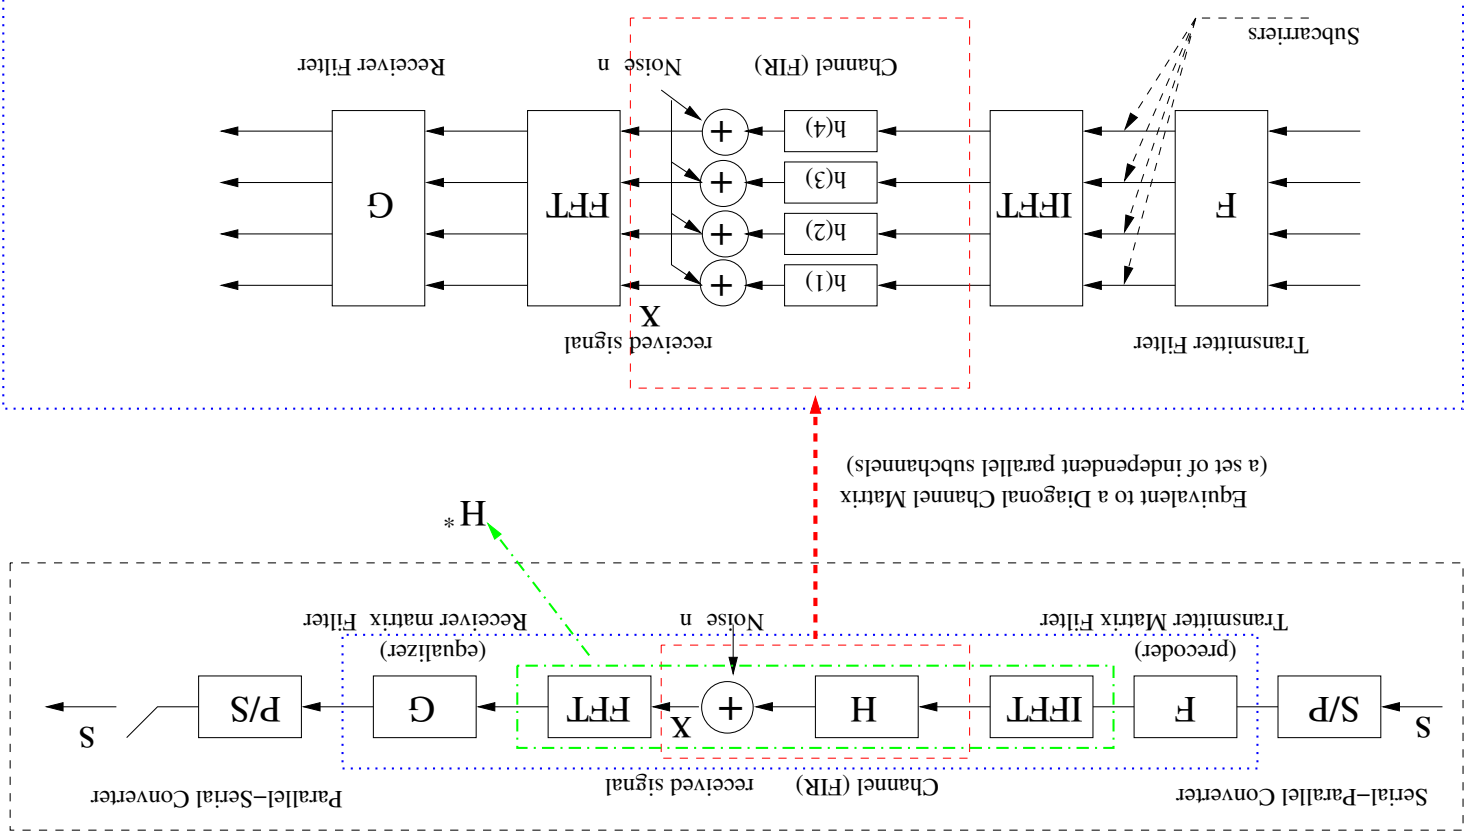 Serial-Parallel Converter
Channel (FIR)
received signal
Parallel-Serial Converter
S
S/P
F
IFFT
H
+
X
FFT
G
P/S
S
(precoder)
Transmitter Matrix Filter
Noise n
(equalizer)
Receiver matrix Filter
H*
Equivalent to a Diagonal Channel Matrix
(a set of independent parallel subchannels)
Transmitter Filter
received signal
X
F
IFFT
h(1)
+
h(2)
+
h(3)
+
h(4)
+
FFT
G
Subcarriers
Channel (FIR)
Noise n
Receiver Filter